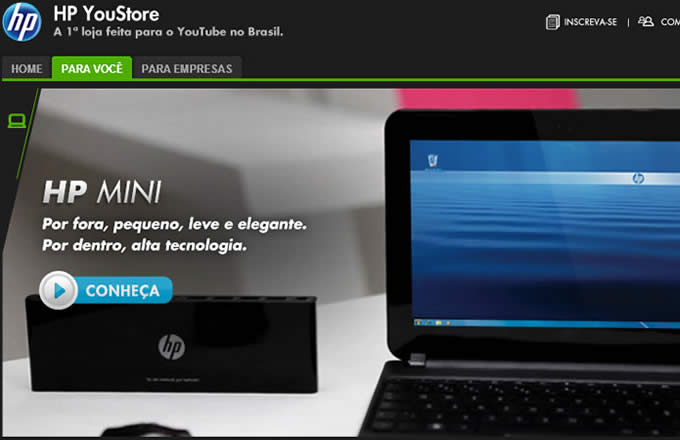 hp
HP YouStore
A 1ª loja feita para o YouTube no Brasil.
INSCREVA-SE | COM
HOME PARA VOCÊ PARA EMPRESAS
HP MINI
Por fora, pequeno, leve e elegante.
Por dentro, alta tecnologia.
CONHEÇA
hp
hp